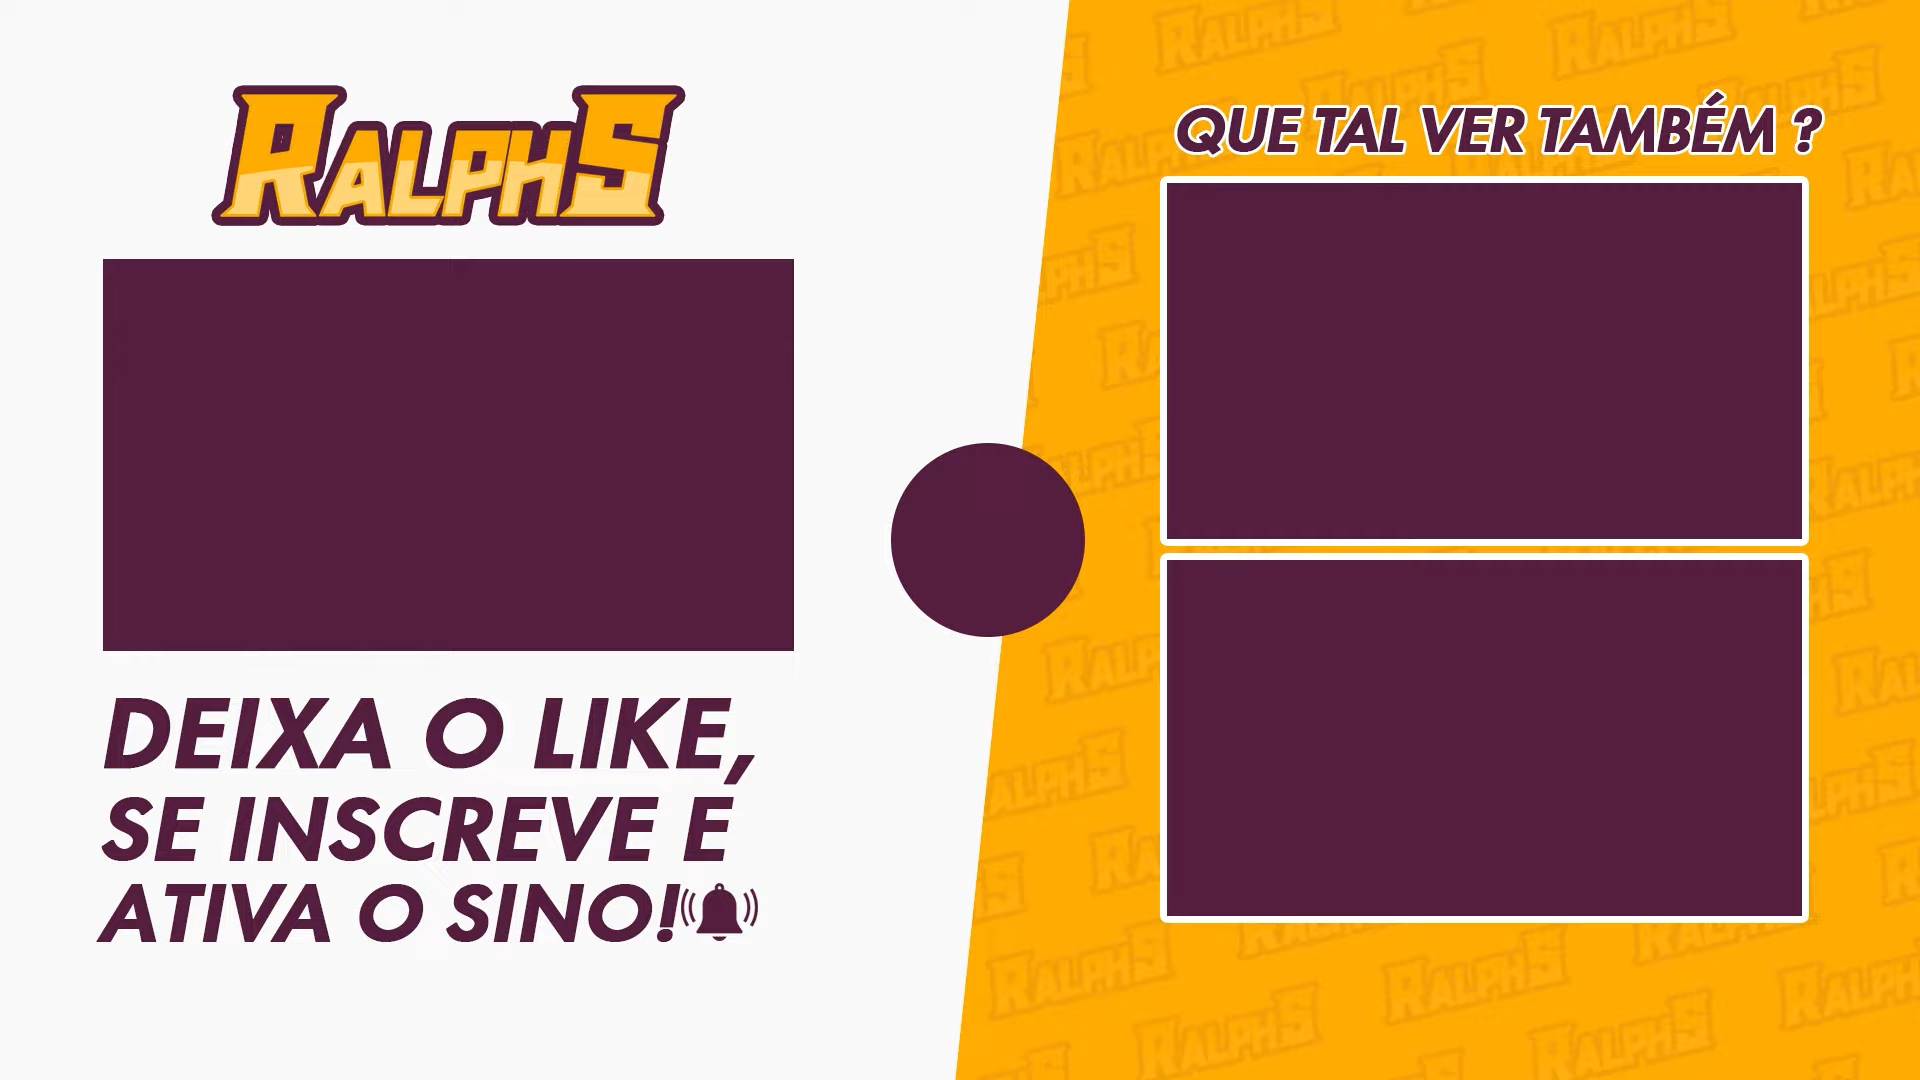 RALPHS
DEIXA O LIKE,
SE INSCREVE E
ATIVA O SINO!
QUE TAL VER TAMBÉM ?